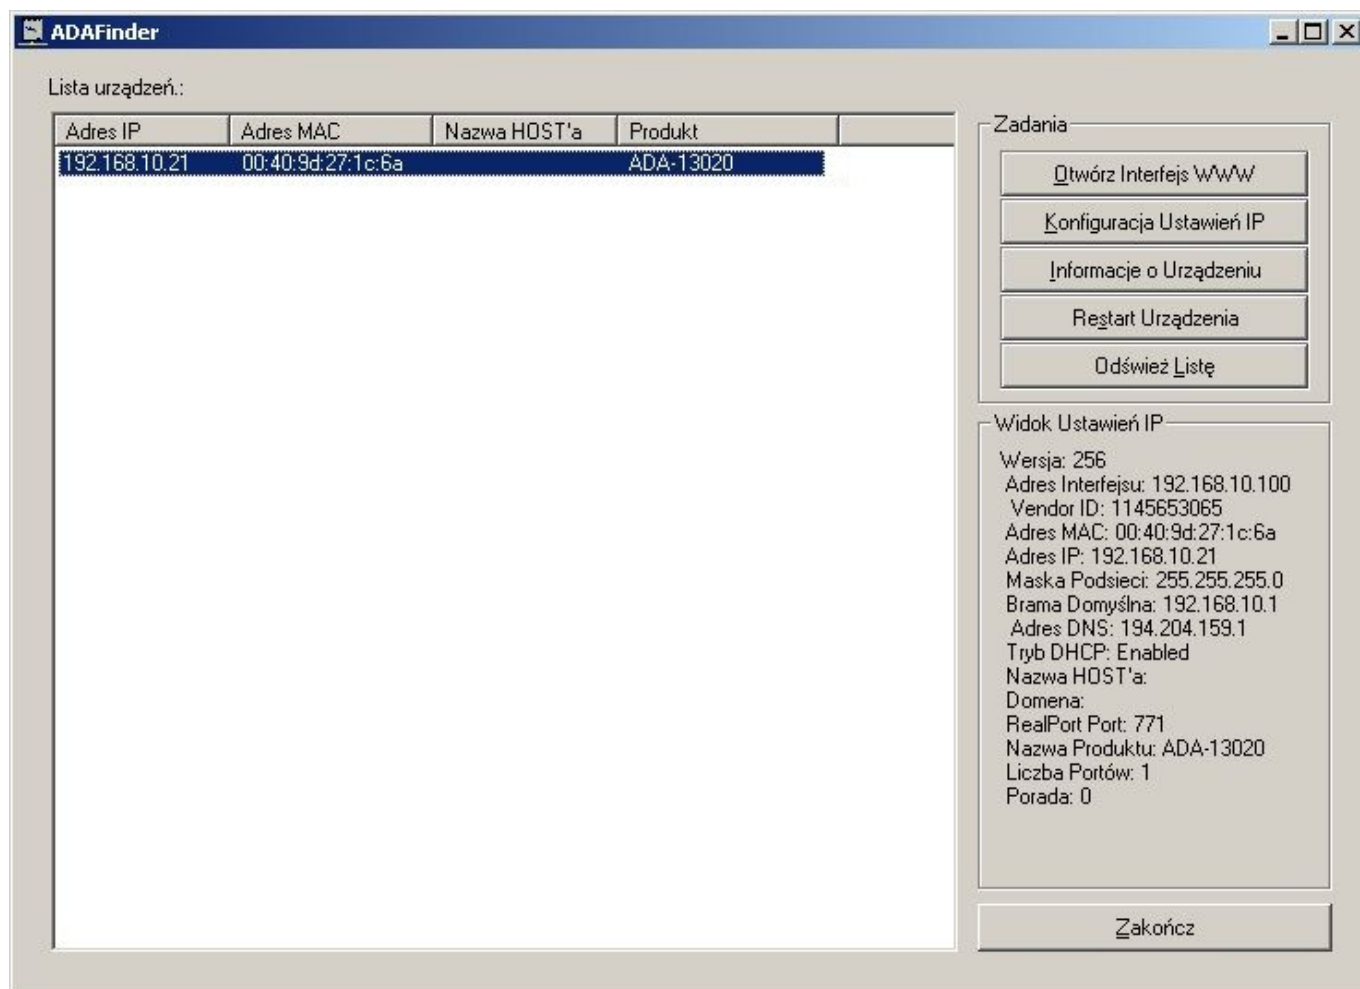 ADAFinder
Lista urządzeń.:
Adres IP Adres MAC Nazwa HOST'a Produkt
192.168.10.21 00:40:9d:27:1c:6a ADA-13020
Zadania
Otwórz Interfejs WWW
Konfiguracja Ustawień IP
Informacje o Urządzeniu
Restart Urządzenia
Odśwież Listę
Widok Ustawień IP
Wersja: 256
Adres Interfejsu: 192.168.10.100
Vendor ID: 1145653065
Adres MAC: 00:40:9d:27:1c:6a
Adres IP: 192.168.10.21
Maska Podsieci: 255.255.255.0
Brama Domyślna: 192.168.10.1
Adres DNS: 194.204.159.1
Tryb DHCP: Enabled
Nazwa HOST'a:
Domena:
RealPort Port: 771
Nazwa Produktu: ADA-13020
Liczba Portów: 1
Porada: 0
Zakończ